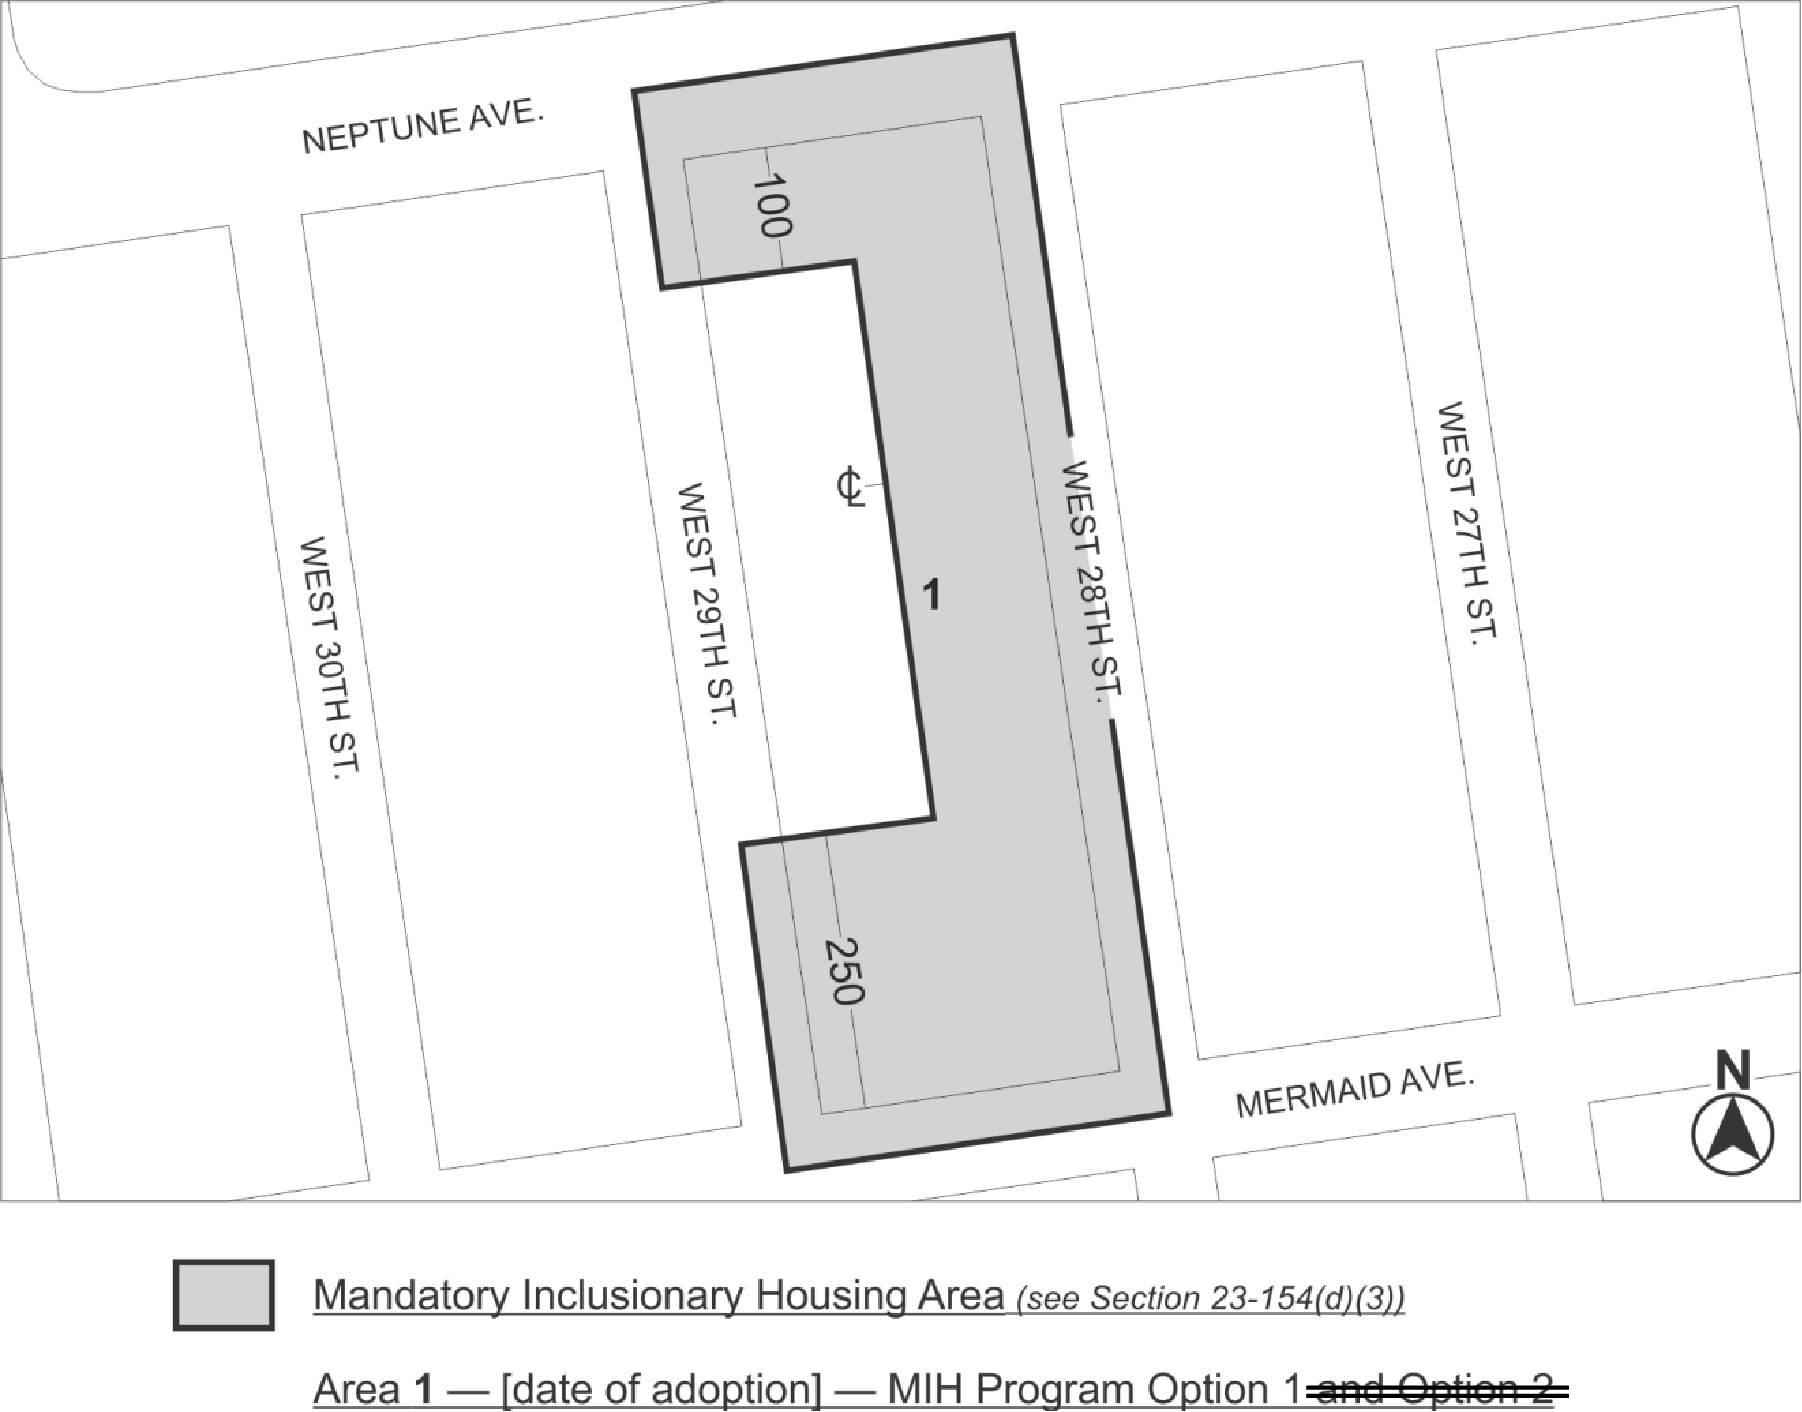 NEPTUNE AVE.
100
WEST 30TH ST.
WEST 29TH ST.
℄
1
WEST 28TH ST.
WEST 27TH ST.
250
MERMAID AVE.
N
Mandatory Inclusionary Housing Area (see Section 23-154(d)(3))
Area 1 — [date of adoption] — MIH Program Option 1 and Option 2